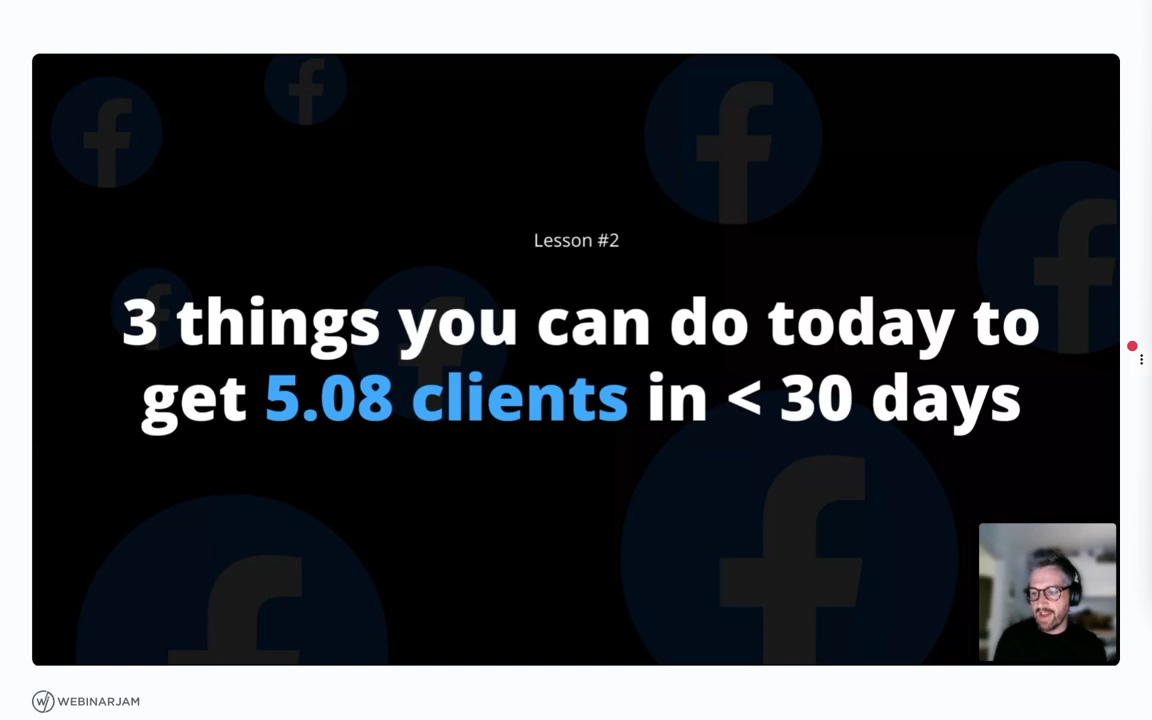 Lesson #2
3 things you can do today to
get 5.08 clients in < 30 days
WEBINARJAM